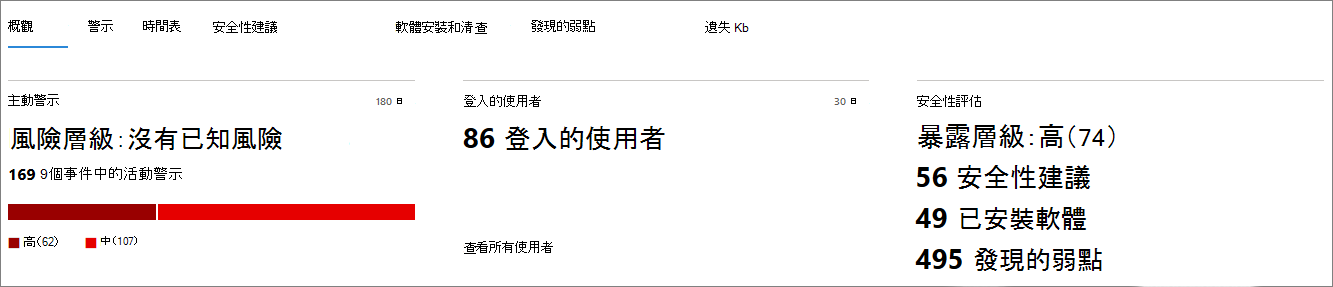 概觀 警示 時間表 安全性建議 軟體安裝和清查 發現的弱點 遺失 Kb
主動警示 180 日
風險層級:沒有已知風險
169 9個事件中的活動警示
高(62) 中(107)
登入的使用者 30 日
86 登入的使用者
查看所有使用者
安全性評估
暴露層級:高(74)
56 安全性建議
49 已安裝軟體
495 發現的弱點